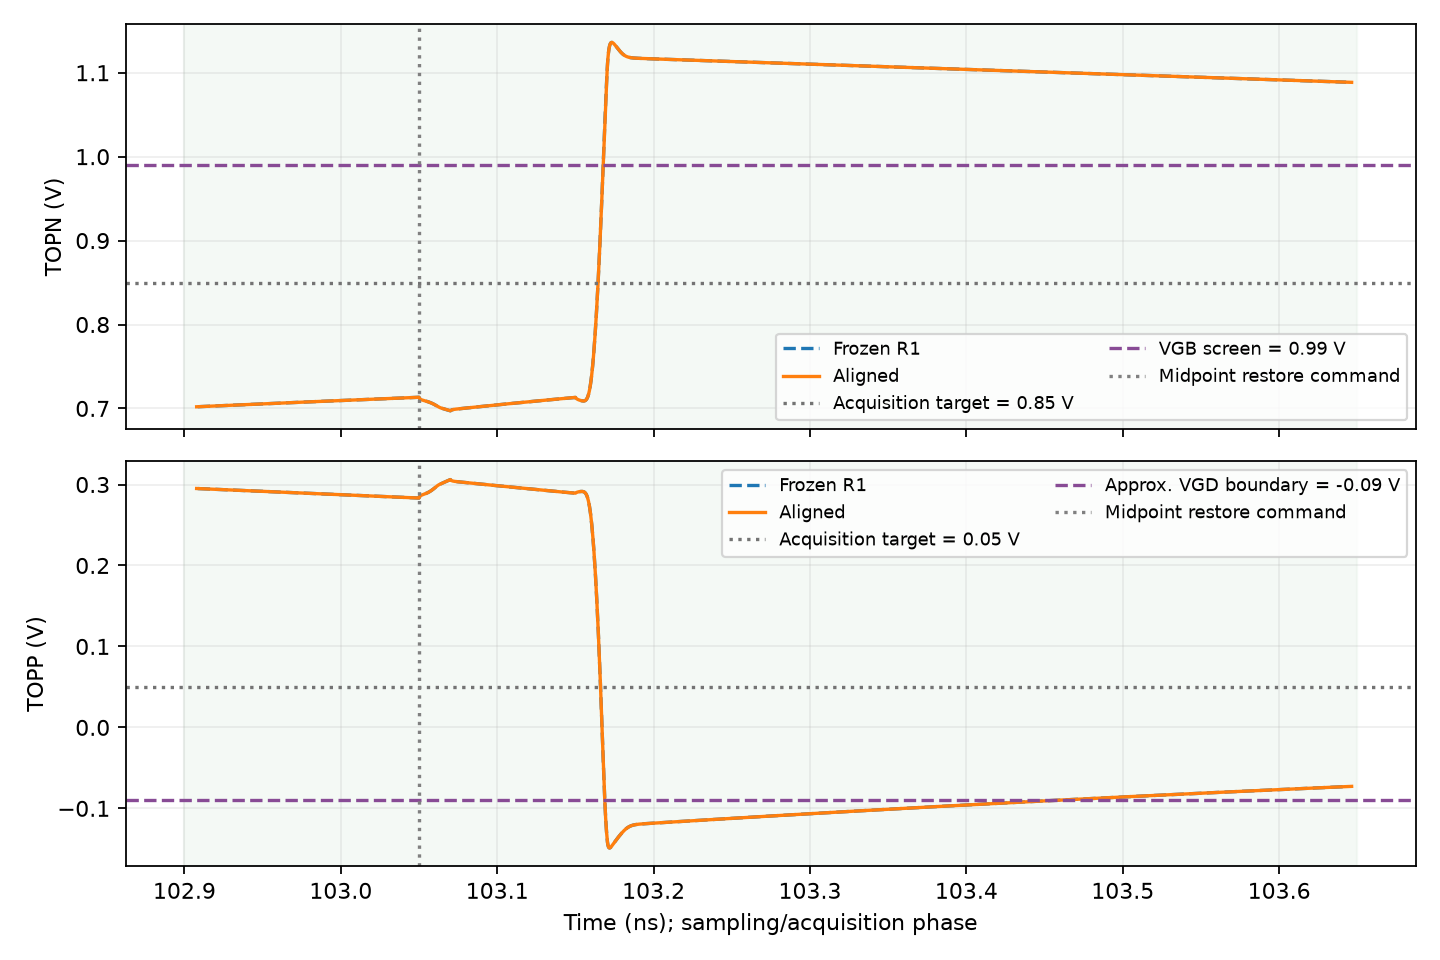 TOPN (V)
1.1
1.0
0.9
0.8
0.7
Frozen R1
Aligned
Acquisition target = 0.85 V
VGB screen = 0.99 V
Midpoint restore command
TOPP (V)
0.3
0.2
0.1
0.0
−0.1
Frozen R1
Aligned
Acquisition target = 0.05 V
Approx. VGD boundary = -0.09 V
Midpoint restore command
102.9 103.0 103.1 103.2 103.3 103.4 103.5 103.6
Time (ns); sampling/acquisition phase